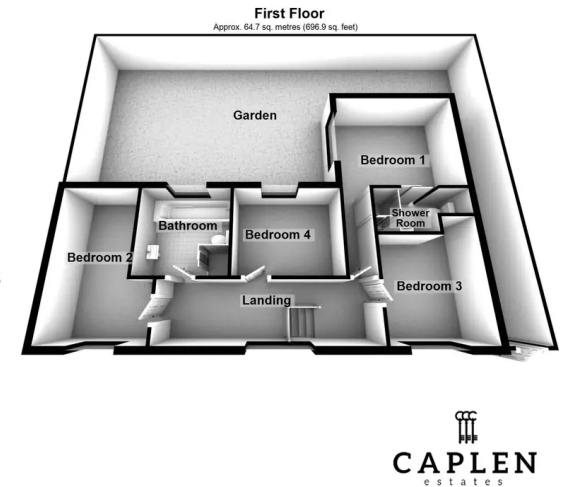 First Floor
Approx. 64.7 sq. metres (696.9 sq. feet)
Garden
Bedroom 1
Shower
Room
Bathroom
Bedroom 4
Bedroom 2
Bedroom 3
Landing
CAPLEN
estates